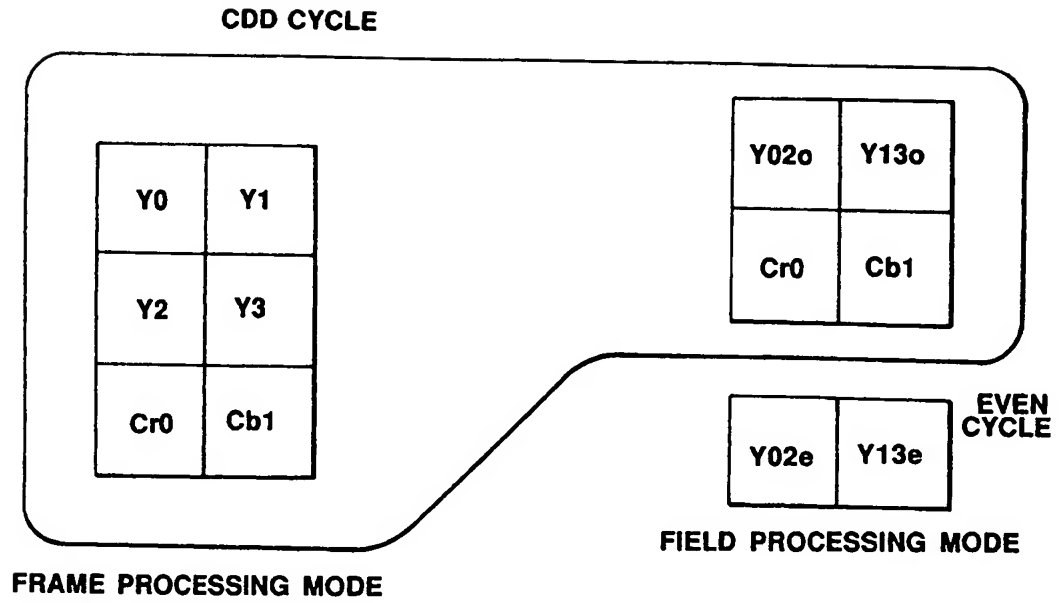 CDD CYCLE
Y0 Y1
Y2 Y3
Cr0 Cb1
Y02o Y13o
Cr0 Cb1
EVEN
CYCLE
Y02e Y13e
FIELD PROCESSING MODE
FRAME PROCESSING MODE